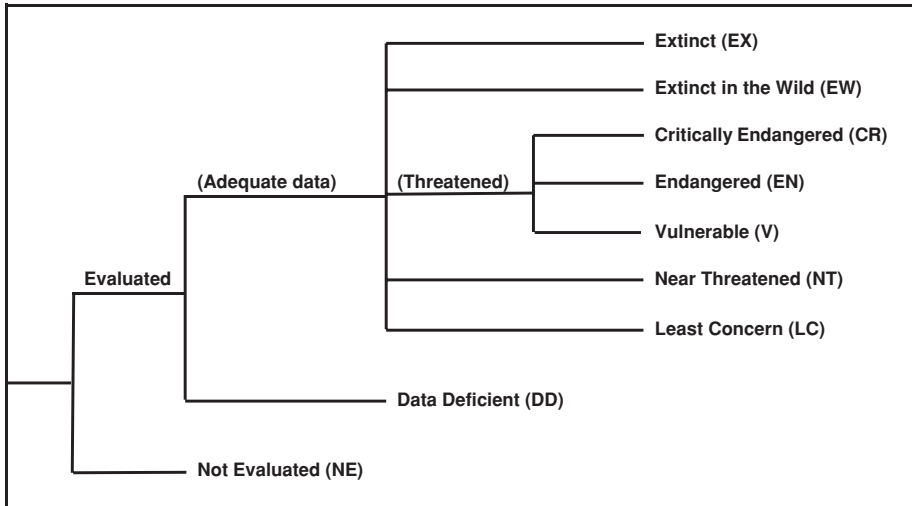 Extinct (EX)
Extinct in the Wild (EW)
Critically Endangered (CR)
(Adequate data)
(Threatened)
Endangered (EN)
Vulnerable (V)
Evaluated
Near Threatened (NT)
Least Concern (LC)
Data Deficient (DD)
Not Evaluated (NE)